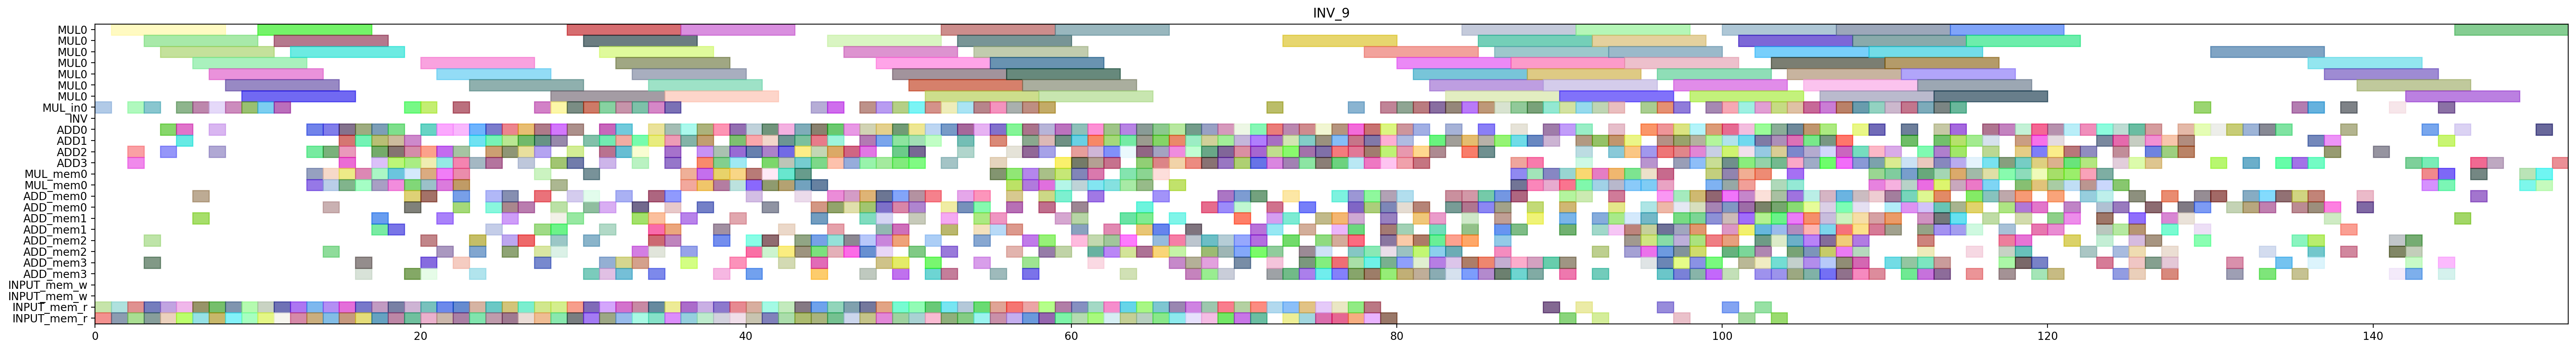 INV_9
MUL0
MUL0
MUL0
MUL0
MUL0
MUL0
MUL0
MUL_in0
INV
ADD0
ADD1
ADD2
ADD3
MUL_mem0
MUL_mem0
ADD_mem0
ADD_mem0
ADD_mem1
ADD_mem1
ADD_mem2
ADD_mem2
ADD_mem3
ADD_mem3
INPUT_mem_w
INPUT_mem_w
INPUT_mem_r
INPUT_mem_r
0 20 40 60 80 100 120 140